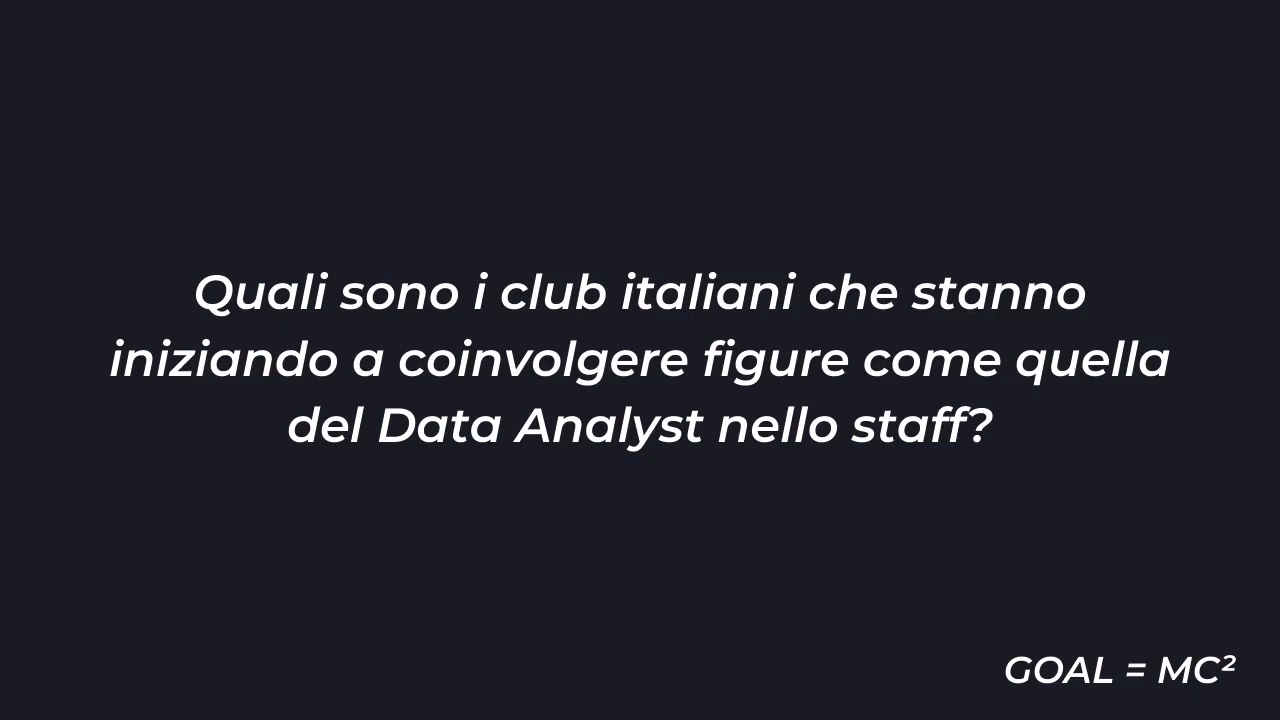 Quali sono i club italiani che stanno
iniziando a coinvolgere figure come quella
del Data Analyst nello staff?
GOAL = MC²